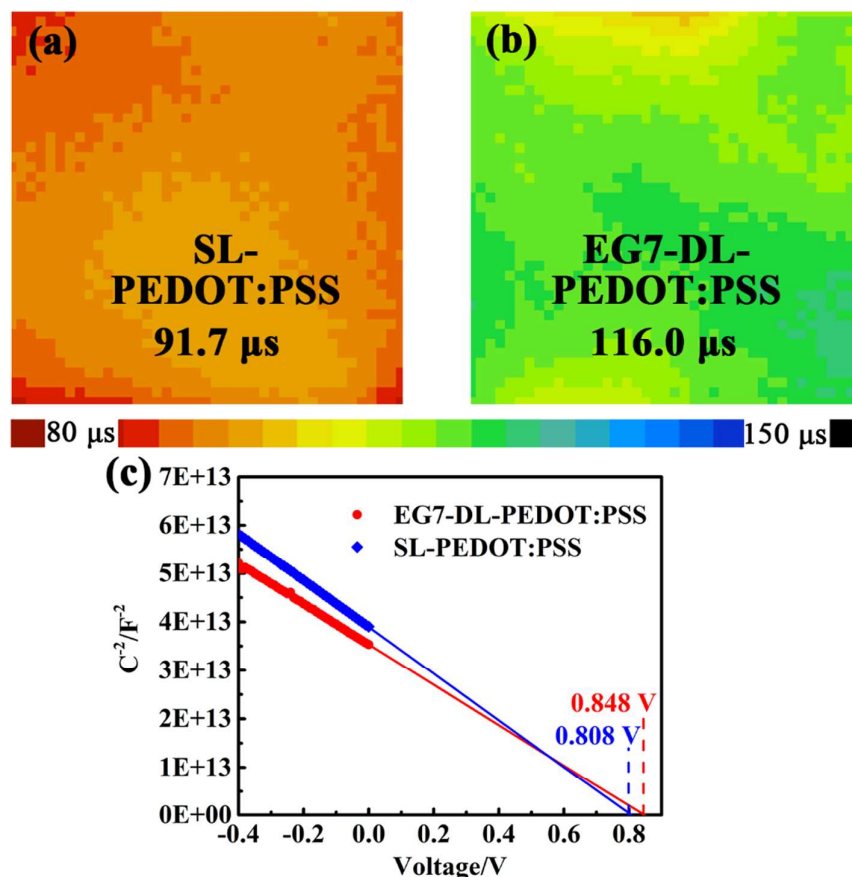 (a)
SL-
PEDOT:PSS
91.7 μs
(b)
EG7-DL-
PEDOT:PSS
116.0 μs
80 μs
150 μs
(c)
7E+13
6E+13
5E+13
4E+13
3E+13
2E+13
1E+13
0E+00
C⁻²/F⁻²
EG7-DL-PEDOT:PSS
SL-PEDOT:PSS
0.848 V
0.808 V
-0.4 -0.2 0.0 0.2 0.4 0.6 0.8
Voltage/V